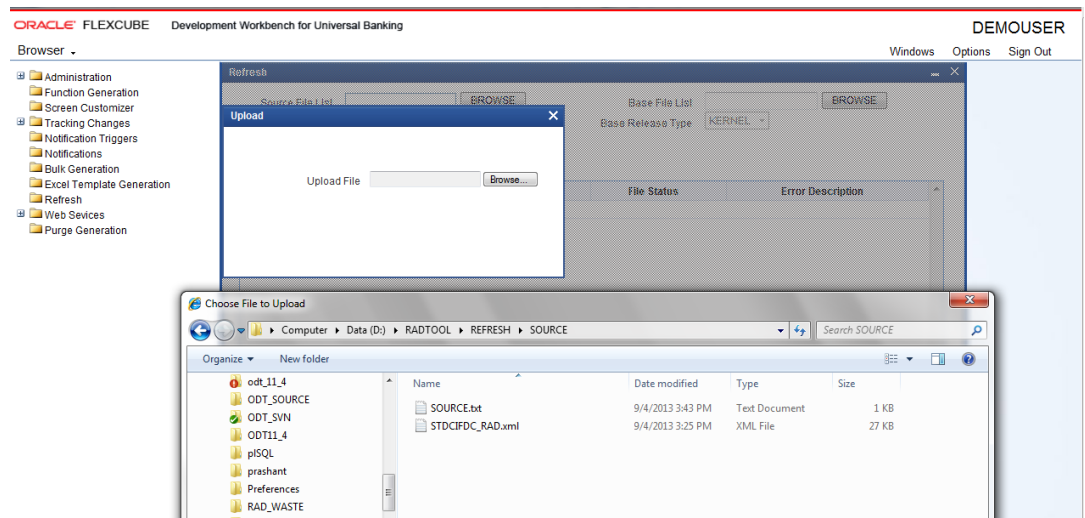 ORACLE FLEXCUBE Development Workbench for Universal Banking DEMOUSER
Browser Windows Options Sign Out
Administration
Function Generation
Screen Customizer
Tracking Changes
Notification Triggers
Notifications
Bulk Generation
Excel Template Generation
Refresh
Web Sevices
Purge Generation
Refresh
Source File List BROWSE Base File List BROWSE
Base Release Type KERNEL
File Status Error Description
Upload
Upload File Browse...
Choose File to Upload
Computer Data (D:) RADTOOL REFRESH SOURCE Search SOURCE
Organize New folder
odt_11_4
ODT_SOURCE
ODT_SVN
ODT11_4
plSQL
prashant
Preferences
RAD_WASTE
Name Date modified Type Size
SOURCE.txt 9/4/2013 3:43 PM Text Document 1 KB
STDCIFDC_RAD.xml 9/4/2013 3:25 PM XML File 27 KB